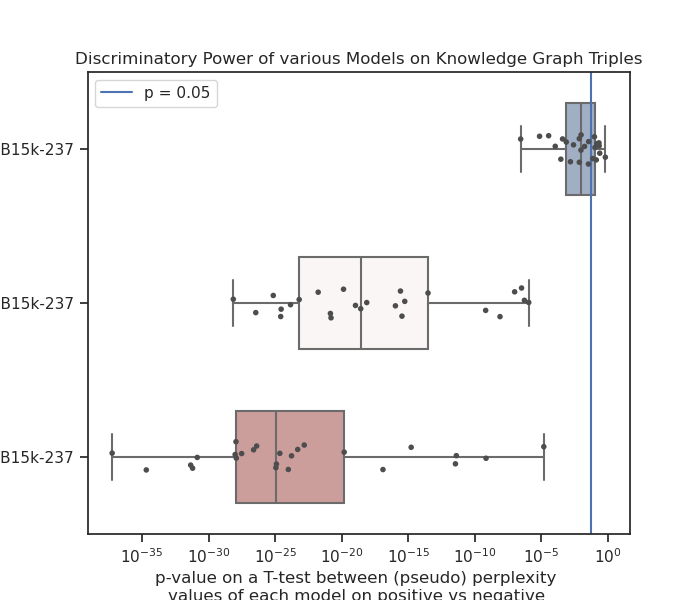 Discriminatory Power of various Models on Knowledge Graph Triples
p = 0.05
B15k-237
B15k-237
B15k-237
10⁻³⁵ 10⁻³⁰ 10⁻²⁵ 10⁻²⁰ 10⁻¹⁵ 10⁻¹⁰ 10⁻⁵ 10⁰
p-value on a T-test between (pseudo) perplexity
values of each model on positive vs negative